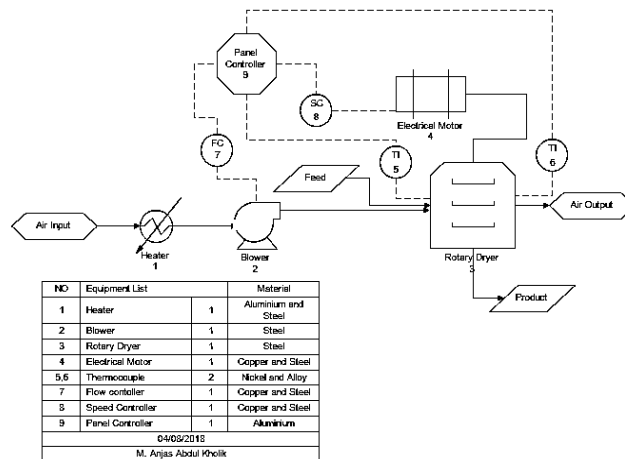 Panel
Controller
9
SC
8
Electrical Motor
4
FC
7
TI
5
TI
6
Feed
Air Input
Heater
1
Blower
2
Rotary Dryer
3
Air Output
Product
NO Equipment List Material
1 Heater 1 Aluminium and Steel
2 Blower 1 Steel
3 Rotary Dryer 1 Steel
4 Electrical Motor 1 Copper and Steel
5,6 Thermocouple 2 Nickel and Alloy
7 Flow contoller 1 Copper and Steel
8 Speed Controller 1 Copper and Steel
9 Panel Controller 1 Aluminium
04/08/2018
M. Anjas Abdul Kholik